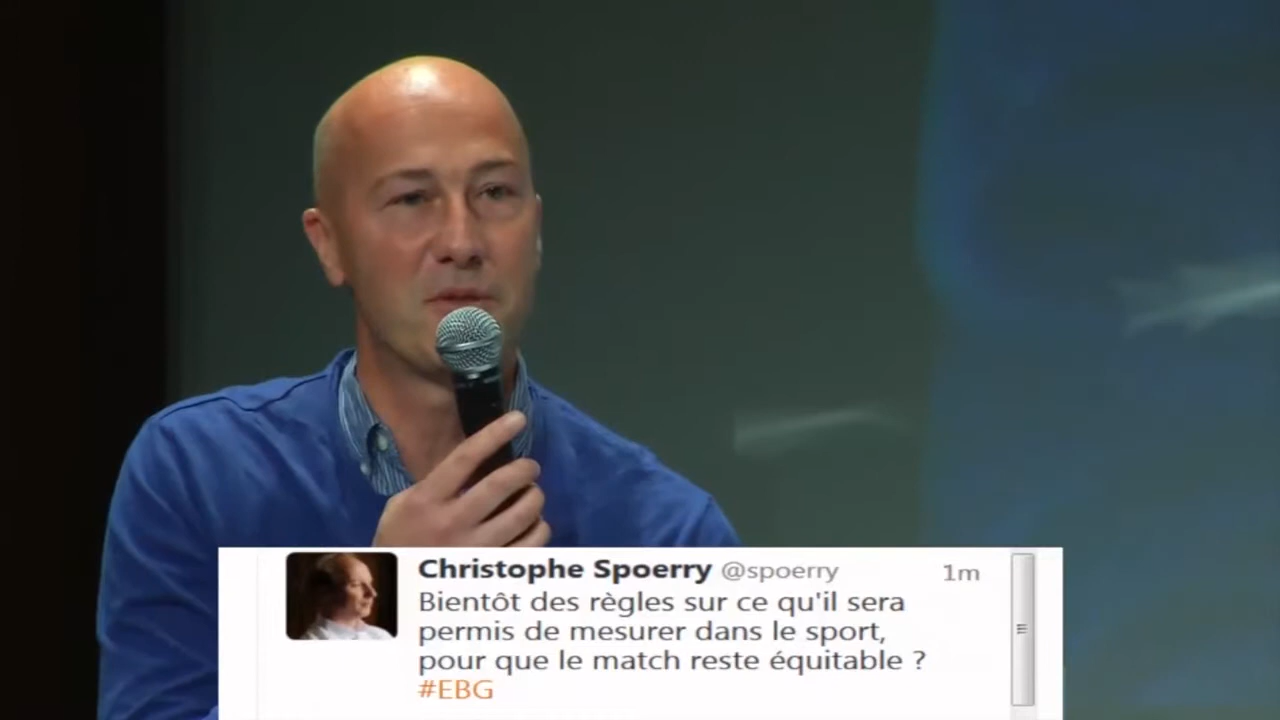 Christophe Spoerry @spoerry 1m
Bientôt des règles sur ce qu'il sera
permis de mesurer dans le sport,
pour que le match reste équitable ?
#EBG